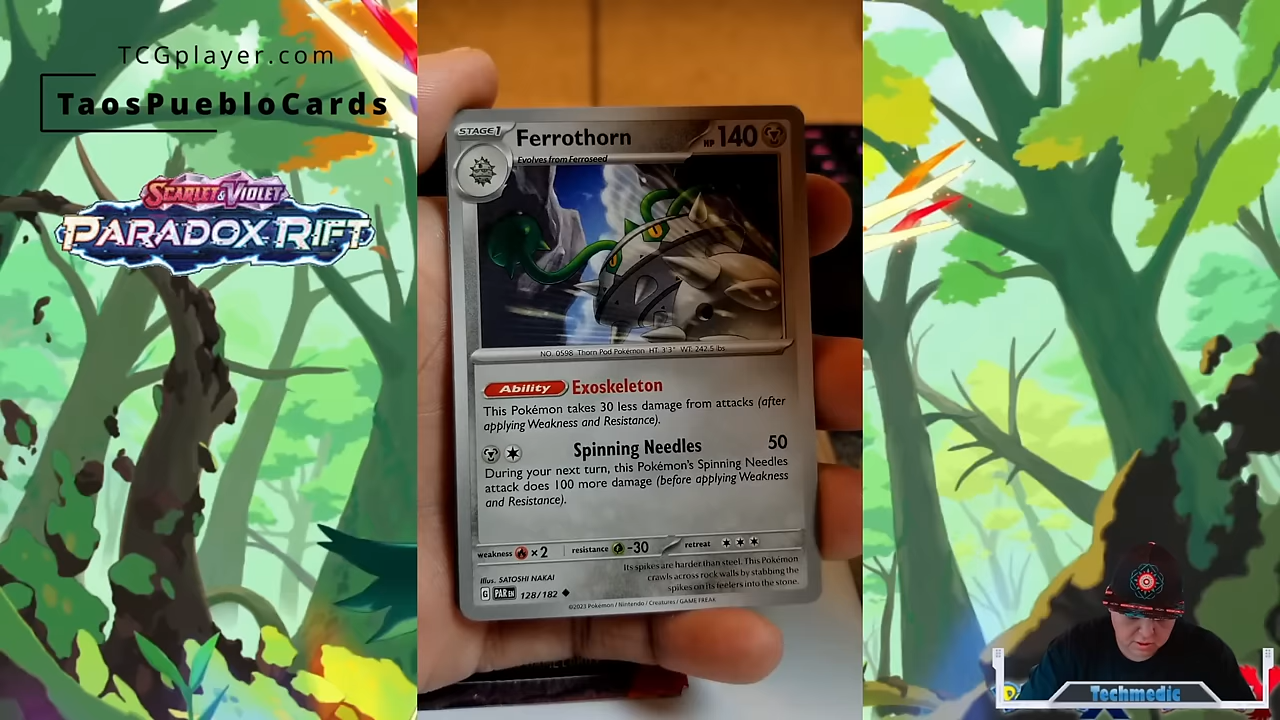 TCGplayer.com
TaosPuebloCards
SCARLET & VIOLET
PARADOX RIFT
STAGE 1
Ferrothorn
HP 140
Evolves from Ferroseed
NO. 0598 Thorn Pod Pokémon HT. 3'3" WT. 242.5 lbs
Ability Exoskeleton
This Pokémon takes 30 less damage from attacks (after
applying Weakness and Resistance).
Spinning Needles 50
During your next turn, this Pokémon's Spinning Needles
attack does 100 more damage (before applying Weakness
and Resistance).
weakness ×2 resistance -30 retreat
Its spikes are harder than steel. This Pokémon
crawls across rock walls by stabbing the
spikes on its feelers into the stone.
Illus. SATOSHI NAKAI
G PAR EN 128/182
©2023 Pokémon / Nintendo / Creatures / GAME FREAK
Techmedic